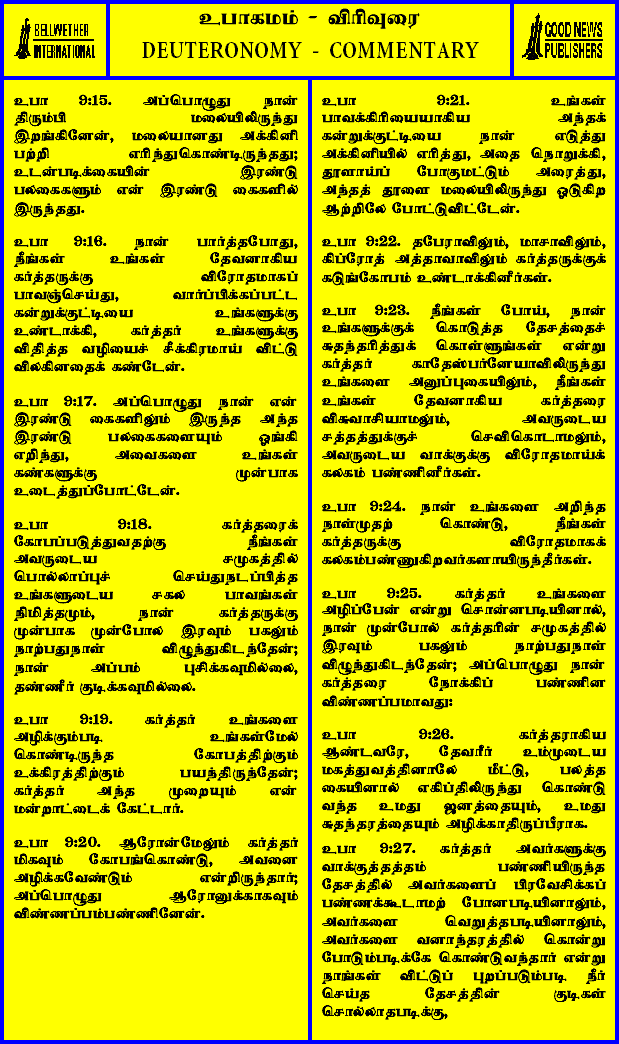 உபாகமம் - விரிவுரை
BELLWETHER
INTERNATIONAL
DEUTERONOMY - COMMENTARY
GOOD NEWS
PUBLISHERS
உபா 9:15. அப்பொழுது நான்
திரும்பி மலையிலிருந்து
இறங்கினேன், மலையானது அக்கினி
பற்றி எரிந்துகொண்டிருந்தது;
உடன்படிக்கையின் இரண்டு
பலகைகளும் என் இரண்டு கைகளில்
இருந்தது.
உபா 9:16. நான் பார்த்தபோது,
நீங்கள் உங்கள் தேவனாகிய
கர்த்தருக்கு விரோதமாகப்
பாவஞ்செய்து, வார்ப்பிக்கப்பட்ட
கன்றுக்குட்டியை உங்களுக்கு
உண்டாக்கி, கர்த்தர் உங்களுக்கு
விதித்த வழியைச் சீக்கிரமாய் விட்டு
விலகினதைக் கண்டேன்.
உபா 9:17. அப்பொழுது நான் என்
இரண்டு கைகளிலும் இருந்த அந்த
இரண்டு பலகைகளையும் ஓங்கி
எறிந்து, அவைகளை உங்கள்
கண்களுக்கு முன்பாக
உடைத்துப்போட்டேன்.
உபா 9:18. கர்த்தரைக்
கோபப்படுத்துவதற்கு நீங்கள்
அவருடைய சமுகத்தில்
பொல்லாப்புச் செய்துநடப்பித்த
உங்களுடைய சகல பாவங்கள்
நிமித்தமும், நான் கர்த்தருக்கு
முன்பாக முன்போல் இரவும் பகலும்
நாற்பதுநாள் விழுந்துகிடந்தேன்;
நான் அப்பம் புசிக்கவுமில்லை,
தண்ணீர் குடிக்கவுமில்லை.
உபா 9:19. கர்த்தர் உங்களை
அழிக்கும்படி உங்கள்மேல்
கொண்டிருந்த கோபத்திற்கும்
உக்கிரத்திற்கும் பயந்திருந்தேன்;
கர்த்தர் அந்த முறையும் என்
மன்றாட்டைக் கேட்டார்.
உபா 9:20. ஆரோன்மேலும் கர்த்தர்
மிகவும் கோபங்கொண்டு, அவனை
அழிக்கவேண்டும் என்றிருந்தார்;
அப்பொழுது ஆரோனுக்காகவும்
விண்ணப்பம்பண்ணினேன்.
உபா 9:21. உங்கள்
பாவக்கிரியையாகிய அந்தக்
கன்றுக்குட்டியை நான் எடுத்து
அக்கினியில் எரித்து, அதை நொறுக்கி,
தூளாய்ப் போகுமட்டும் அரைத்து,
அந்தத் தூளை மலையிலிருந்து ஓடுகிற
ஆற்றிலே போட்டுவிட்டேன்.
உபா 9:22. தபேராவிலும், மாசாவிலும்,
கிப்ரோத் அத்தாவாவிலும் கர்த்தருக்குக்
கடுங்கோபம் உண்டாக்கினீர்கள்.
உபா 9:23. நீங்கள் போய், நான்
உங்களுக்குக் கொடுத்த தேசத்தைச்
சுதந்தரித்துக் கொள்ளுங்கள் என்று
கர்த்தர் காதேஸ்பர்னேயாவிலிருந்து
உங்களை அனுப்புகையிலும், நீங்கள்
உங்கள் தேவனாகிய கர்த்தரை
விசுவாசியாமலும், அவருடைய
சத்தத்துக்குச் செவிகொடாமலும்,
அவருடைய வாக்குக்கு விரோதமாய்க்
கலகம் பண்ணினீர்கள்.
உபா 9:24. நான் உங்களை அறிந்த
நாள்முதற் கொண்டு, நீங்கள்
கர்த்தருக்கு விரோதமாகக்
கலகம்பண்ணுகிறவர்களாயிருந்தீர்கள்.
உபா 9:25. கர்த்தர் உங்களை
அழிப்பேன் என்று சொன்னபடியினால்,
நான் முன்போல் கர்த்தரின் சமுகத்தில்
இரவும் பகலும் நாற்பதுநாள்
விழுந்துகிடந்தேன்; அப்பொழுது நான்
கர்த்தரை நோக்கிப் பண்ணின
விண்ணப்பமாவது:
உபா 9:26. கர்த்தராகிய
ஆண்டவரே, தேவரீர் உம்முடைய
மகத்துவத்தினாலே மீட்டு, பலத்த
கையினால் எகிப்திலிருந்து கொண்டு
வந்த உமது ஜனத்தையும், உமது
சுதந்தரத்தையும் அழிக்காதிருப்பீராக.
உபா 9:27. கர்த்தர் அவர்களுக்கு
வாக்குத்தத்தம் பண்ணியிருந்த
தேசத்தில் அவர்களைப் பிரவேசிக்கப்
பண்ணக்கூடாமற் போனபடியினாலும்,
அவர்களை வெறுத்தபடியினாலும்,
அவர்களை வனாந்தரத்தில் கொன்று
போடும்படிக்கே கொண்டுவந்தார் என்று
நாங்கள் விட்டுப் புறப்படும்படி நீர்
செய்த தேசத்தின் குடிகள்
சொல்லாதபடிக்கு,